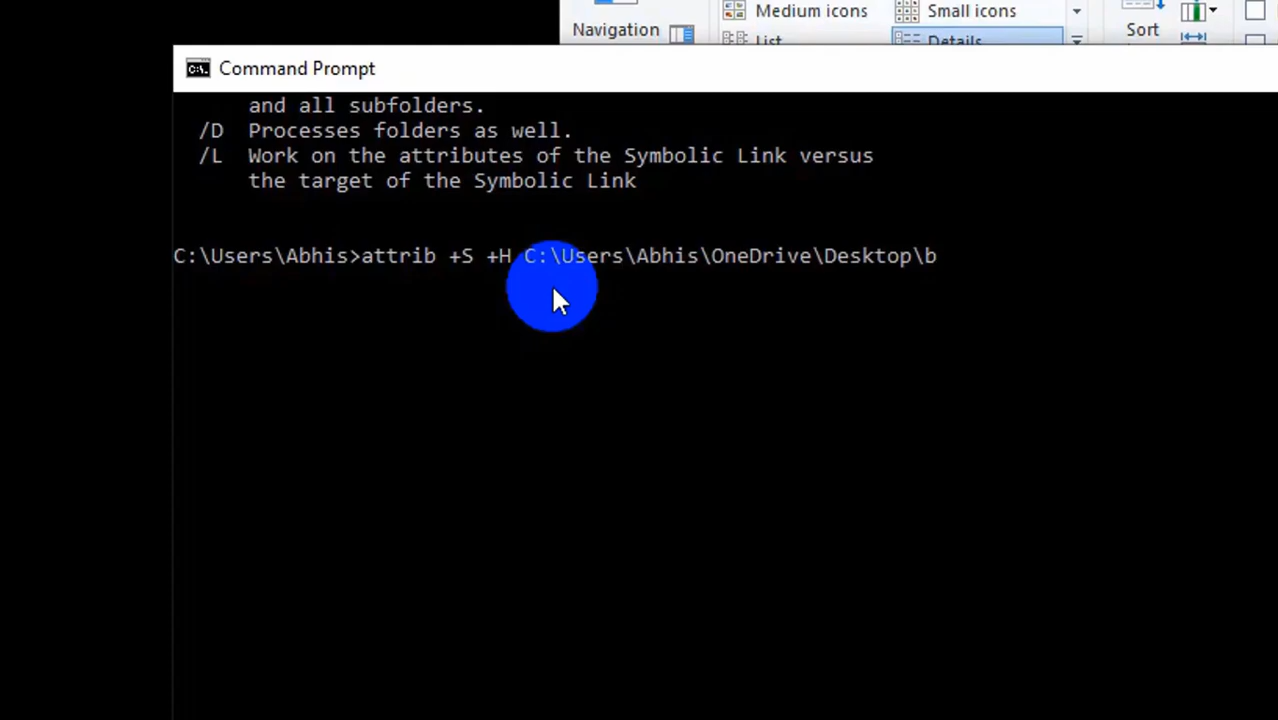 Medium icons
Small icons
Navigation
List
Details
Sort
Command Prompt
and all subfolders.
/D Processes folders as well.
/L Work on the attributes of the Symbolic Link versus
the target of the Symbolic Link
C:\Users\Abhis>attrib +S +H C:\Users\Abhis\OneDrive\Desktop\b